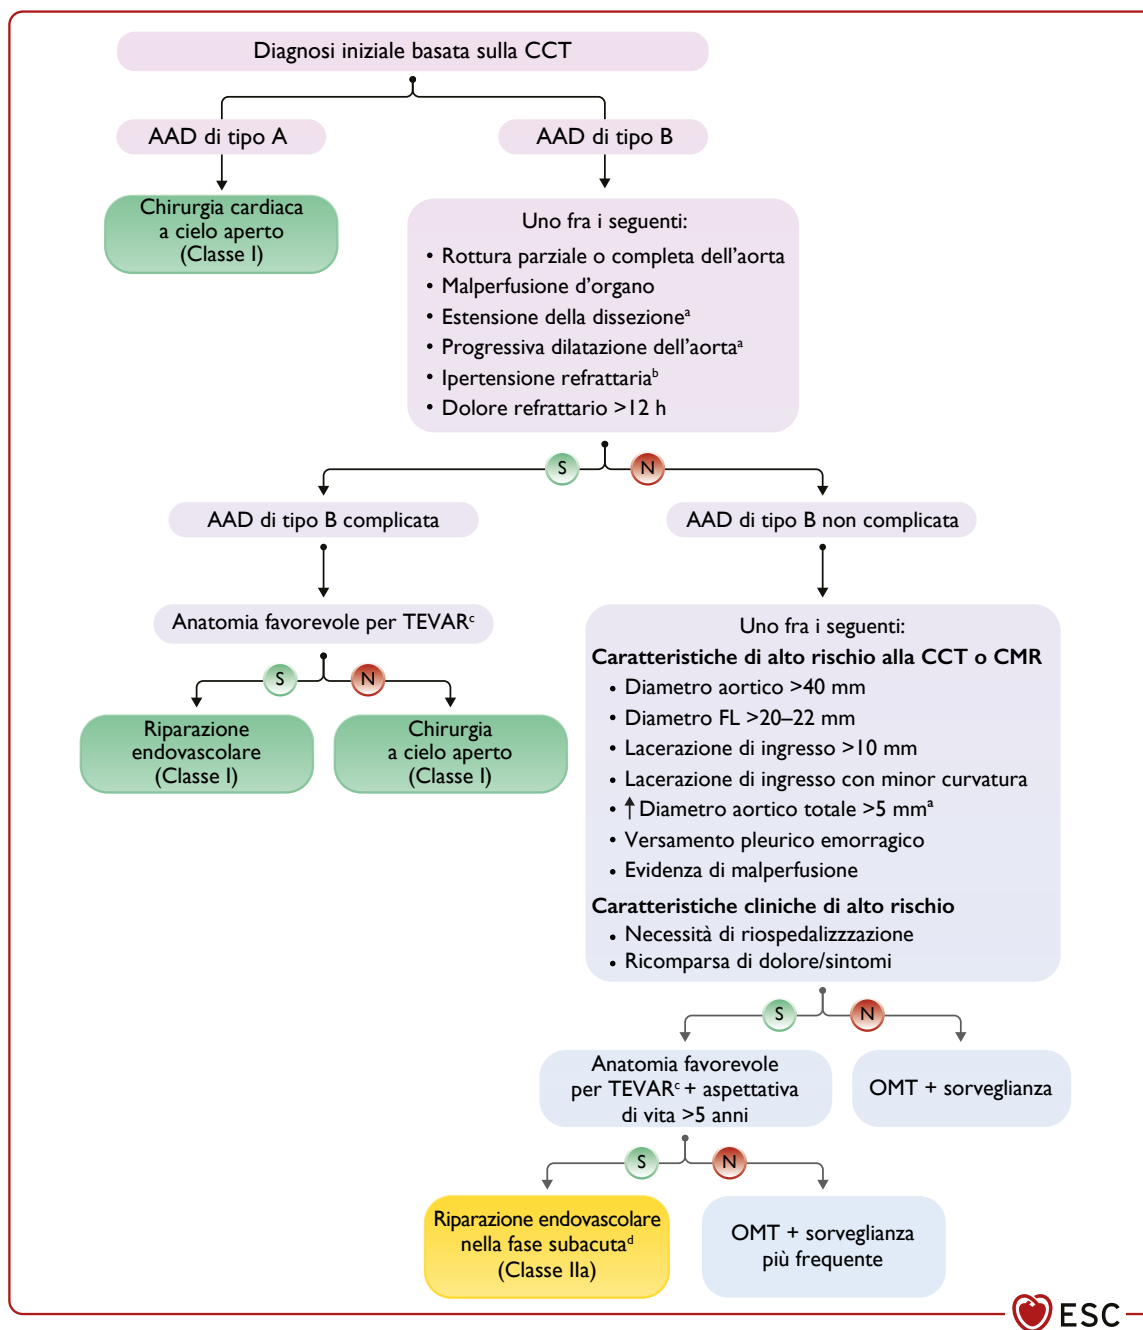 Diagnosi iniziale basata sulla CCT
AAD di tipo A
AAD di tipo B
Chirurgia cardiaca
a cielo aperto
(Classe I)
Uno fra i seguenti:
• Rottura parziale o completa dell'aorta
• Malperfusione d'organo
• Estensione della dissezioneᵃ
• Progressiva dilatazione dell'aortaᵃ
• Ipertensione refrattariaᵇ
• Dolore refrattario >12 h
S
N
AAD di tipo B complicata
AAD di tipo B non complicata
Anatomia favorevole per TEVARᶜ
S
N
Riparazione
endovascolare
(Classe I)
Chirurgia
a cielo aperto
(Classe I)
Uno fra i seguenti:
Caratteristiche di alto rischio alla CCT o CMR
• Diametro aortico >40 mm
• Diametro FL >20–22 mm
• Lacerazione di ingresso >10 mm
• Lacerazione di ingresso con minor curvatura
• ↑Diametro aortico totale >5 mmᵃ
• Versamento pleurico emorragico
• Evidenza di malperfusione
Caratteristiche cliniche di alto rischio
• Necessità di riospedalizzzazione
• Ricomparsa di dolore/sintomi
S
N
Anatomia favorevole
per TEVARᶜ + aspettativa
di vita >5 anni
OMT + sorveglianza
S
N
Riparazione endovascolare
nella fase subacutaᵈ
(Classe IIa)
OMT + sorveglianza
più frequente
ESC